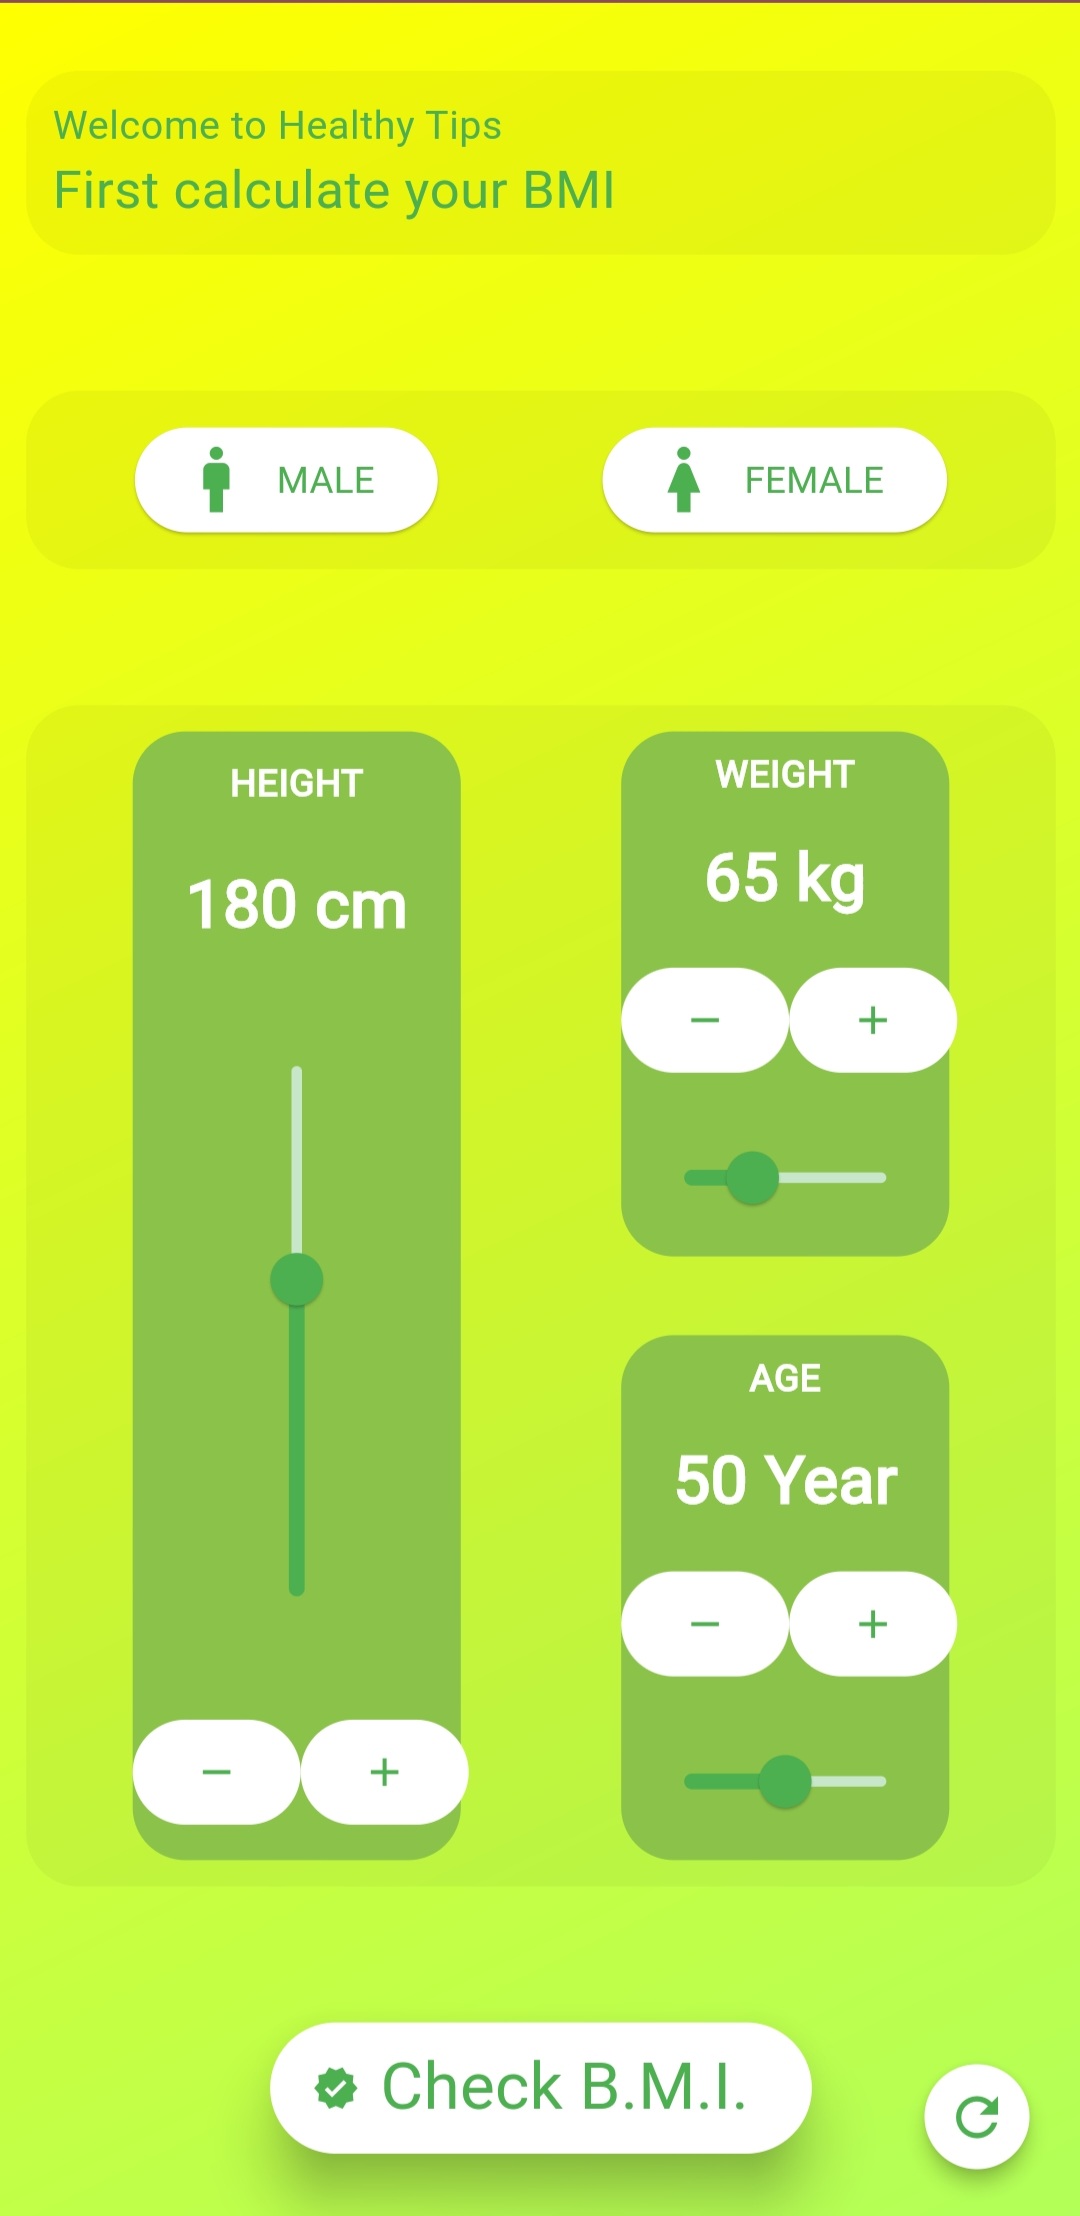 Welcome to Healthy Tips
First calculate your BMI
MALE
FEMALE
HEIGHT
180 cm
WEIGHT
65 kg
AGE
50 Year
Check B.M.I.